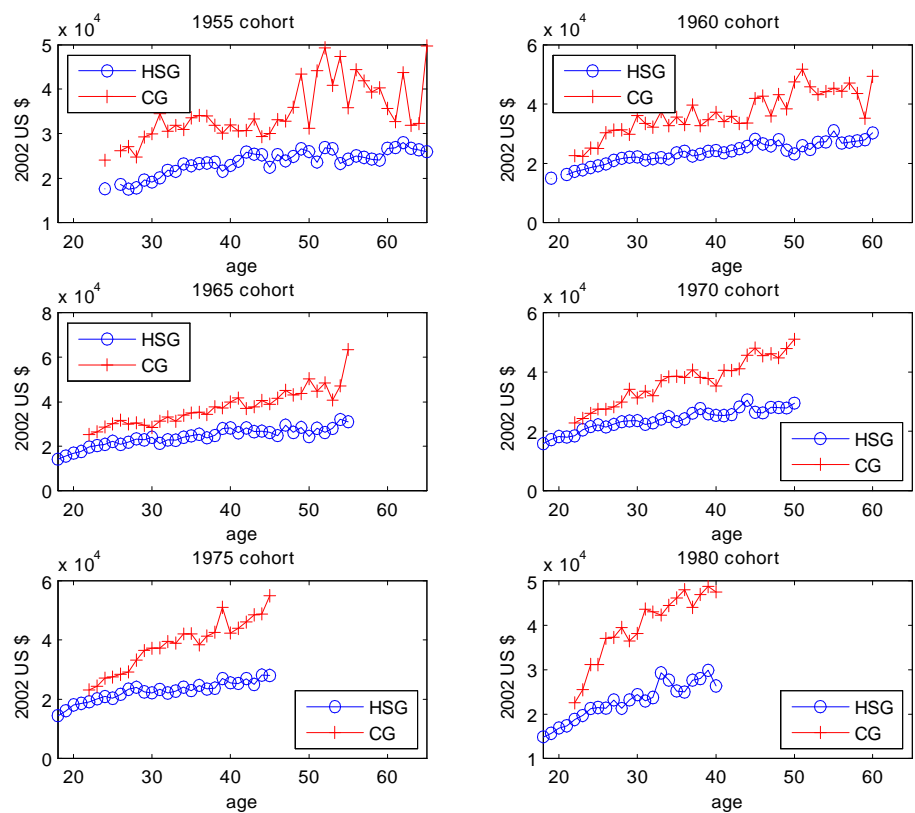 1955 cohort
x 10^4
5
4
3
2
1
2002 US $
HSG
CG
20 30 40 50 60
age
1960 cohort
x 10^4
6
4
2
0
2002 US $
HSG
CG
20 30 40 50 60
age
1965 cohort
x 10^4
8
6
4
2
0
2002 US $
HSG
CG
20 30 40 50 60
age
1970 cohort
x 10^4
6
4
2
0
2002 US $
HSG
CG
20 30 40 50 60
age
1975 cohort
x 10^4
6
4
2
0
2002 US $
HSG
CG
20 30 40 50 60
age
1980 cohort
x 10^4
5
4
3
2
1
2002 US $
HSG
CG
20 30 40 50 60
age